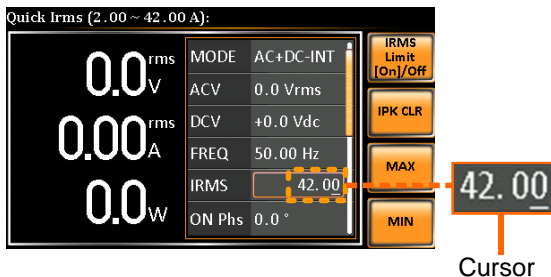 Quick Irms (2.00 ~ 42.00 A):
0.0 rms V
0.00 rms A
0.0 W
MODE AC+DC-INT
ACV 0.0 Vrms
DCV +0.0 Vdc
FREQ 50.00 Hz
IRMS 42.00
ON Phs 0.0 °
IRMS
Limit
[On]/Off
IPK CLR
MAX
MIN
42.00
Cursor